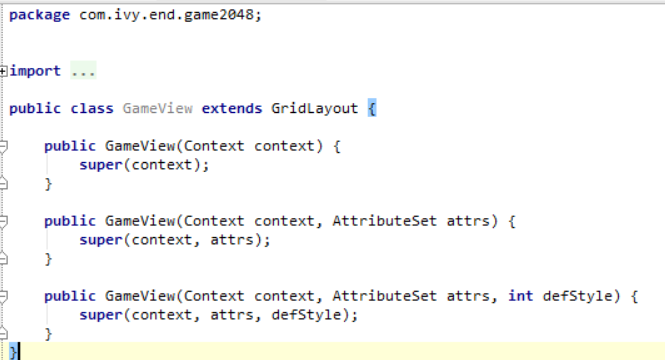 package com.ivy.end.game2048;
import ...
public class GameView extends GridLayout {
public GameView(Context context) {
super(context);
}
public GameView(Context context, AttributeSet attrs) {
super(context, attrs);
}
public GameView(Context context, AttributeSet attrs, int defStyle) {
super(context, attrs, defStyle);
}
}